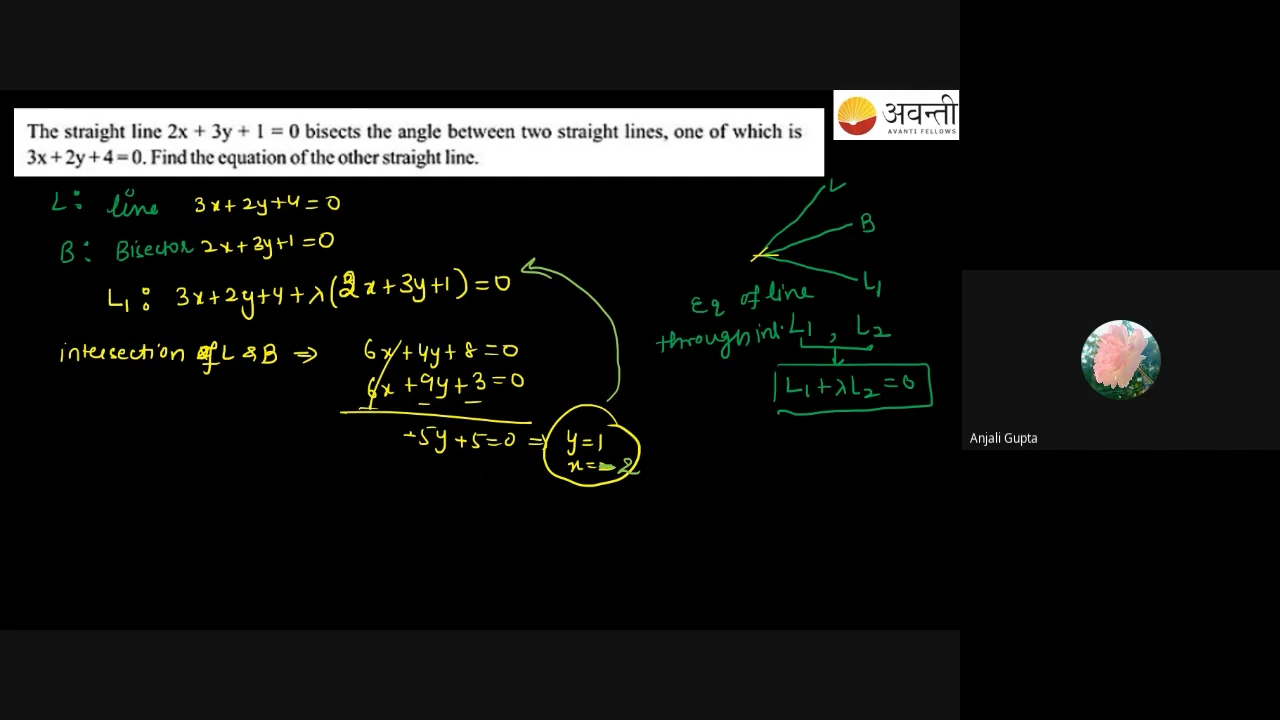 The straight line 2x + 3y + 1 = 0 bisects the angle between two straight lines, one of which is
3x + 2y + 4 = 0. Find the equation of the other straight line.
अवन्ती
AVANTI FELLOWS
L: line 3x + 2y + 4 = 0
B: Bisector 2x + 3y + 1 = 0
L₁: 3x + 2y + 4 + λ(2x + 3y + 1) = 0
intersection of L & B ⇒ 6x + 4y + 8 = 0
6x + 9y + 3 = 0
-5y + 5 = 0 ⇒ y = 1
x = -2
L
B
L₁
Eq of line
through int. L₁, L₂
L₁ + λL₂ = 0
Anjali Gupta